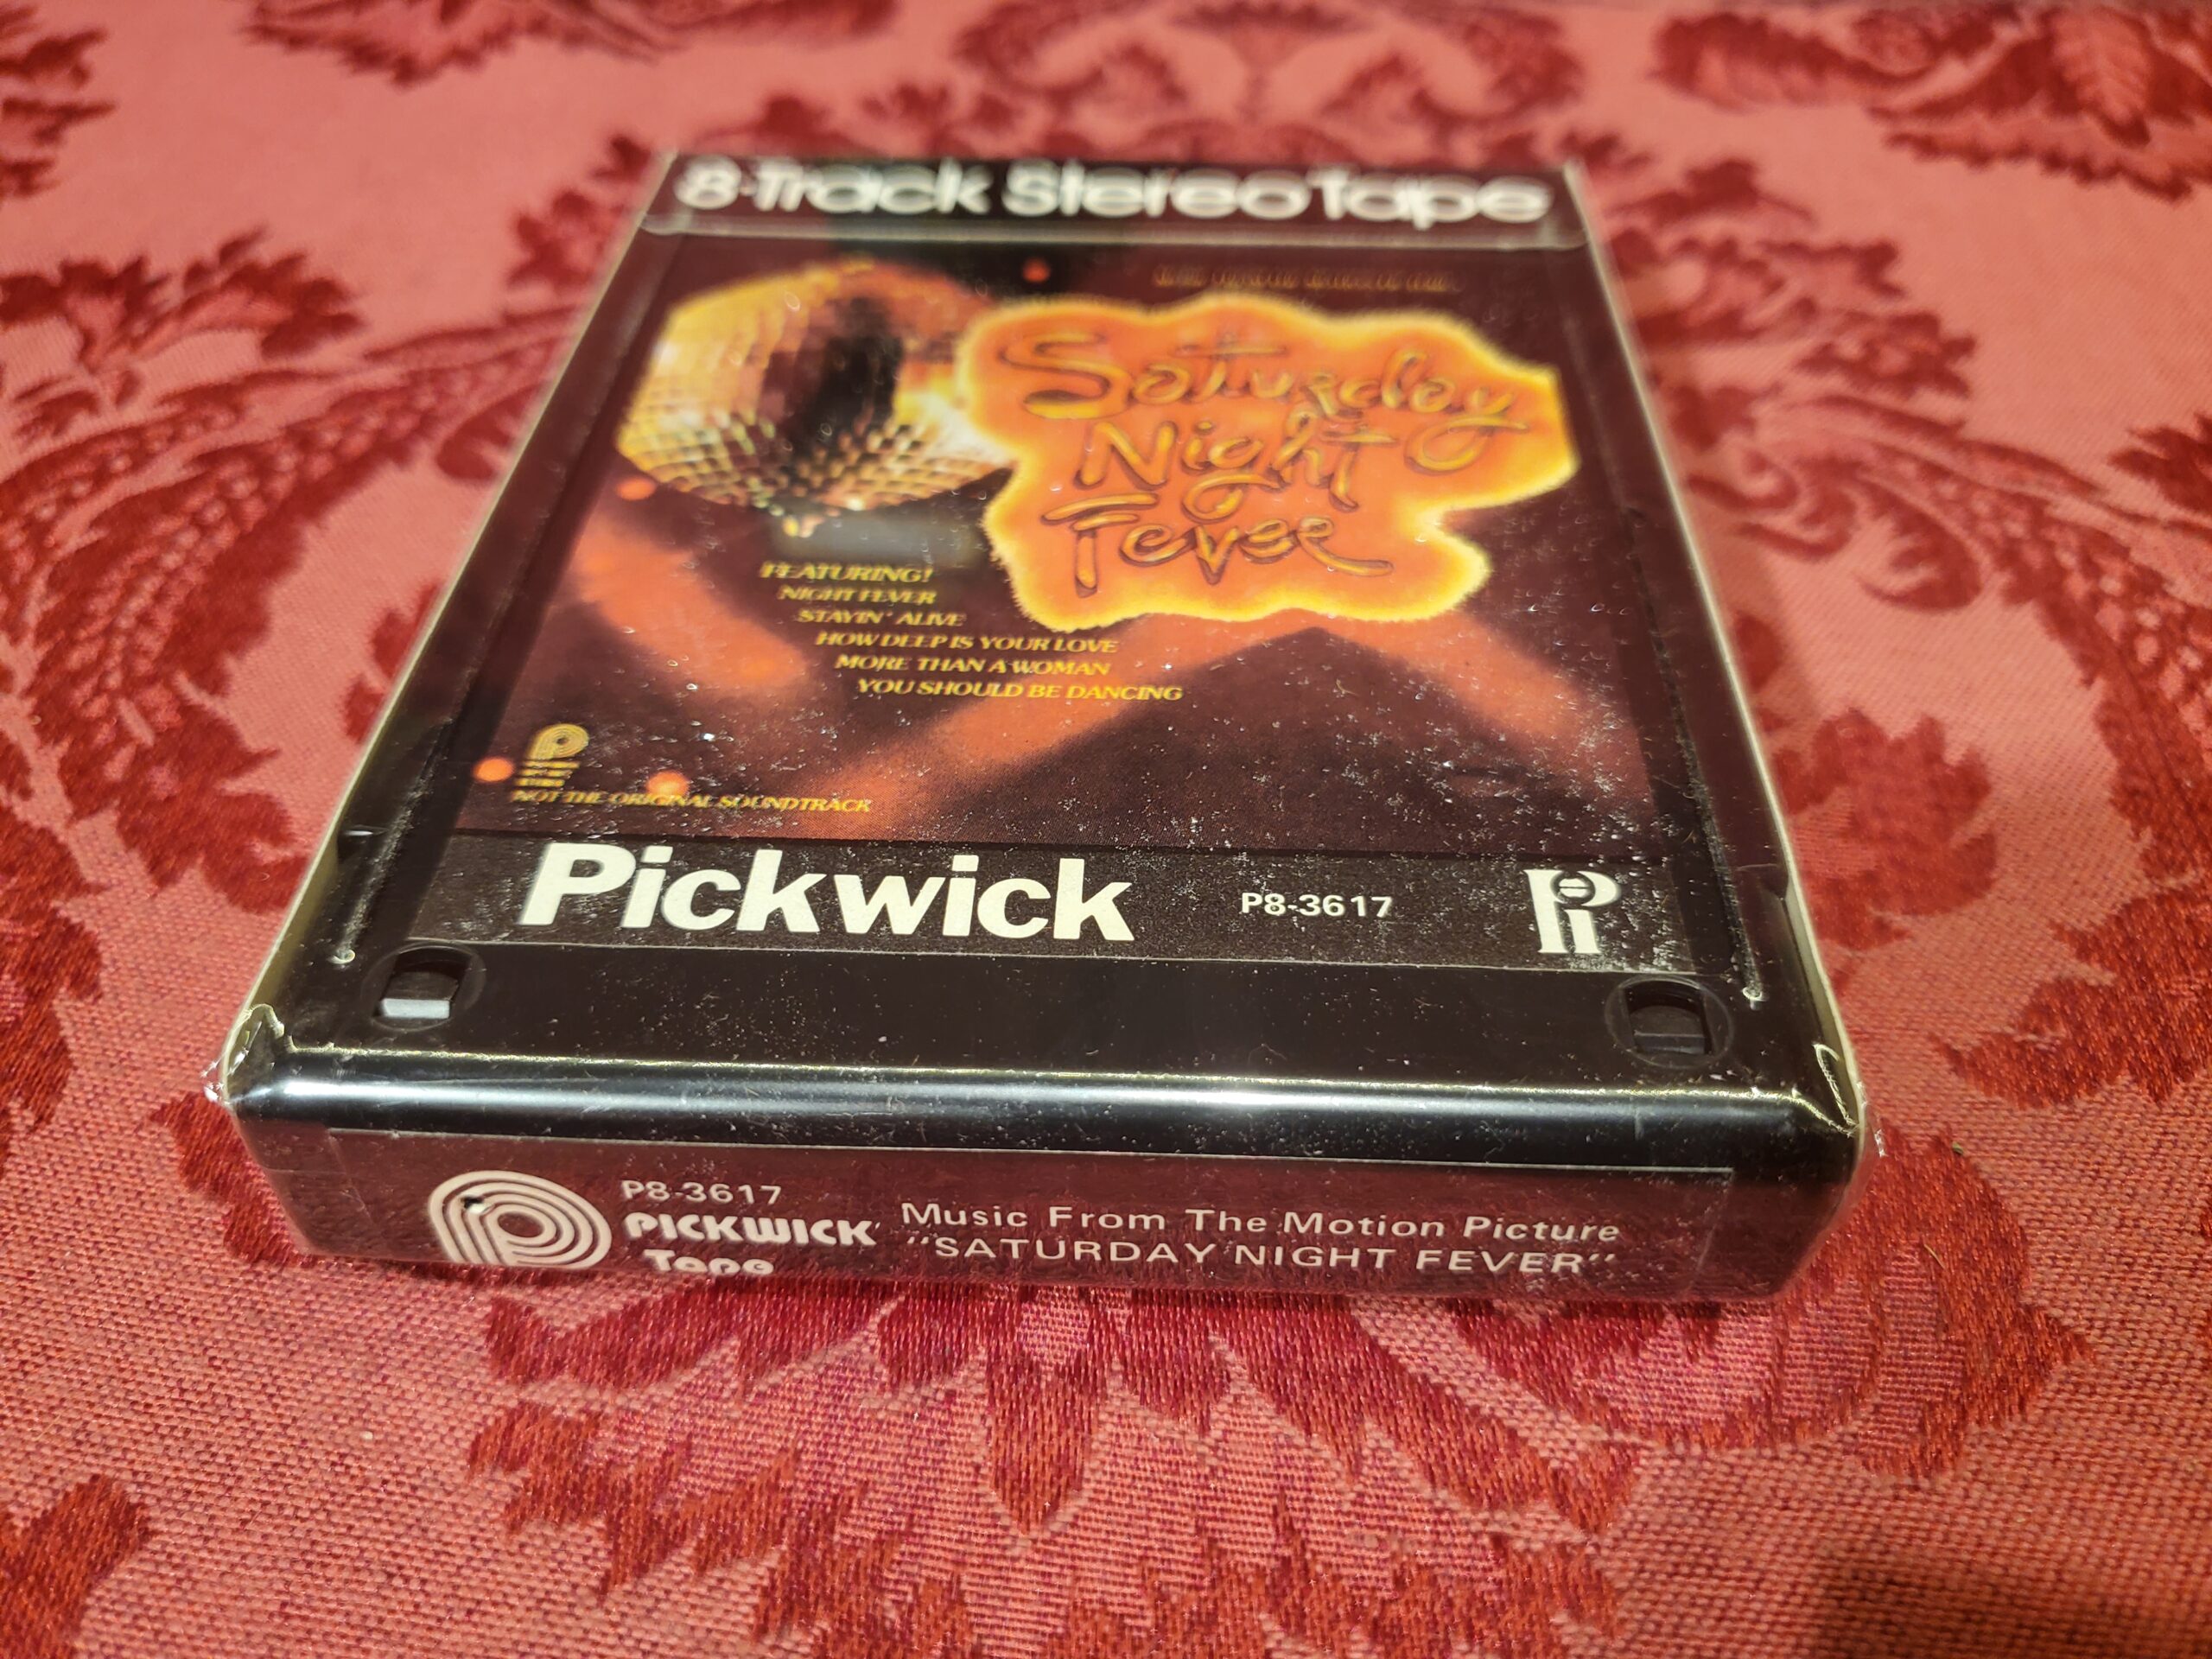 8-Track Stereo Tape
Saturday
Night
Fever
FEATURING!
NIGHT FEVER
STAYIN' ALIVE
HOW DEEP IS YOUR LOVE
MORE THAN A WOMAN
YOU SHOULD BE DANCING
NOT THE ORIGINAL SOUNDTRACK
Pickwick P8-3617
P8-3617
PICKWICK
Tape
Music From The Motion Picture
"SATURDAY NIGHT FEVER"